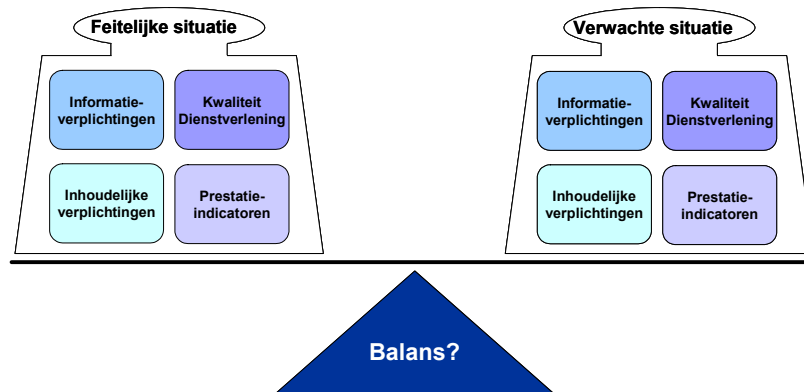 Feitelijke situatie
Informatie-
verplichtingen
Kwaliteit
Dienstverlening
Inhoudelijke
verplichtingen
Prestatie-
indicatoren
Verwachte situatie
Informatie-
verplichtingen
Kwaliteit
Dienstverlening
Inhoudelijke
verplichtingen
Prestatie-
indicatoren
Balans?